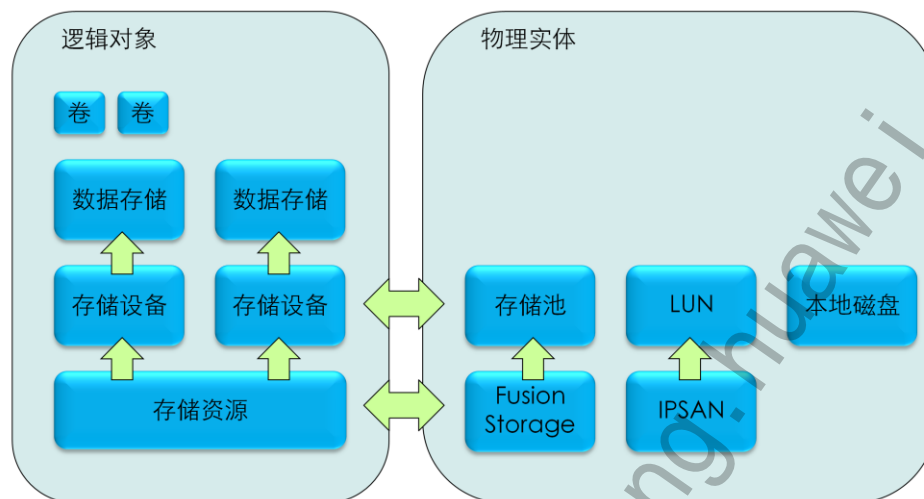 逻辑对象
物理实体
卷
卷
数据存储
数据存储
存储设备
存储设备
存储池
LUN
本地磁盘
存储资源
Fusion
Storage
IPSAN
ng.huawei